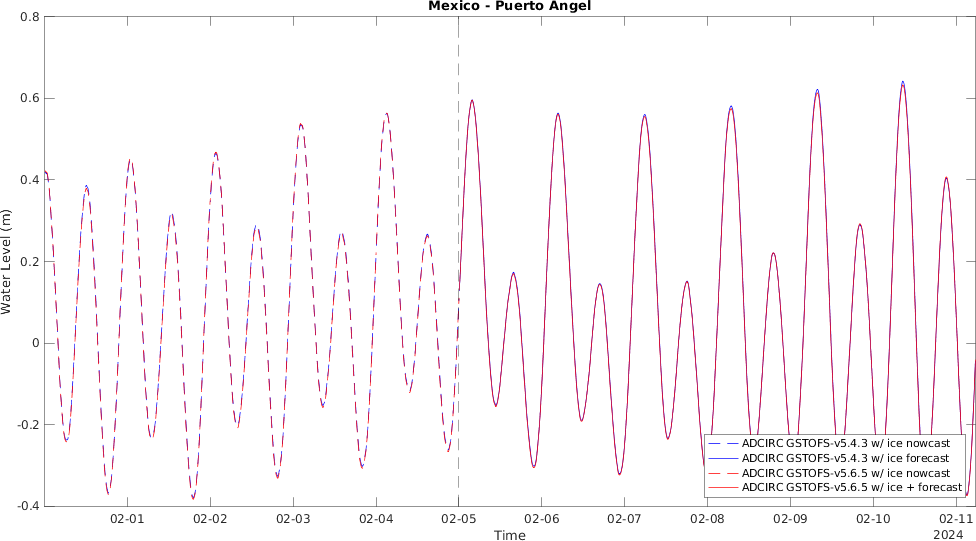 Mexico - Puerto Angel
0.8
0.6
0.4
0.2
0
-0.2
-0.4
Water Level (m)
ADCIRC GSTOFS-v5.4.3 w/ ice nowcast
ADCIRC GSTOFS-v5.4.3 w/ ice forecast
ADCIRC GSTOFS-v5.6.5 w/ ice nowcast
ADCIRC GSTOFS-v5.6.5 w/ ice + forecast
02-01 02-02 02-03 02-04 02-05 02-06 02-07 02-08 02-09 02-10 02-11
Time
2024